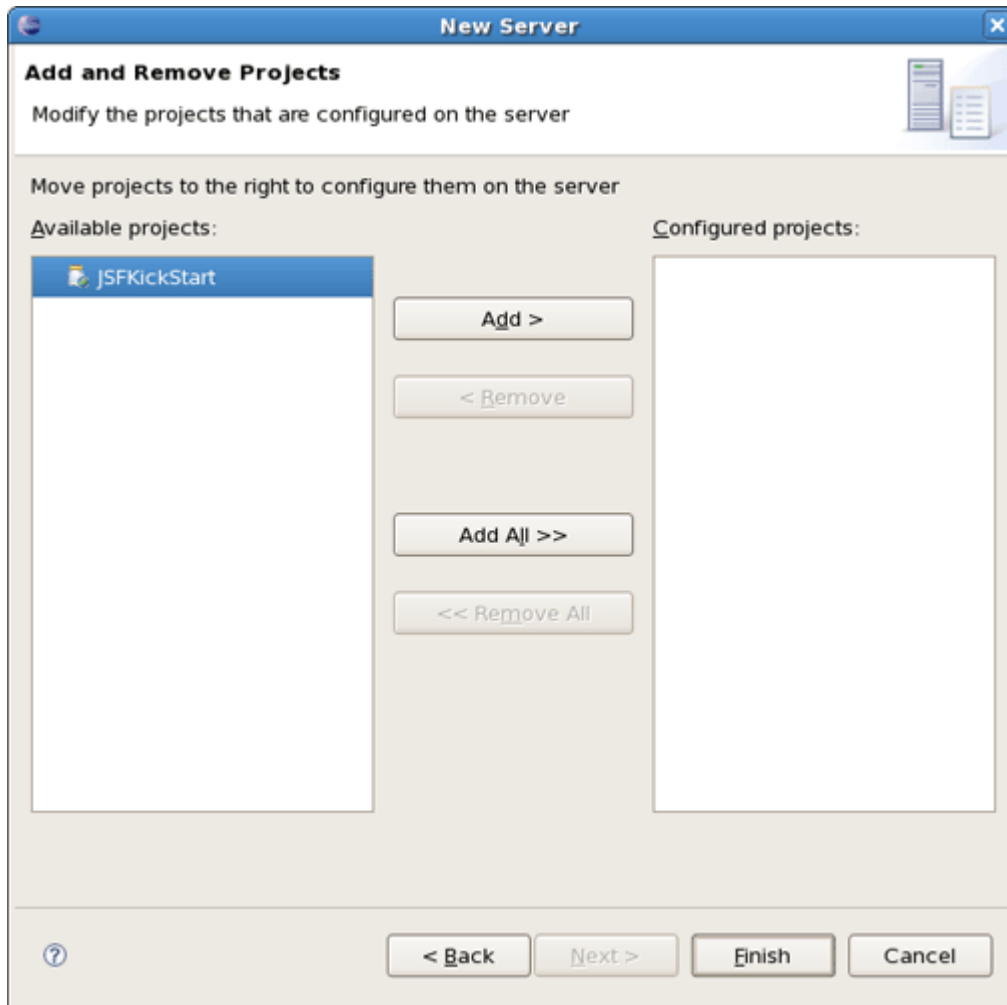 New Server
Add and Remove Projects
Modify the projects that are configured on the server
Move projects to the right to configure them on the server
Available projects:
Configured projects:
JSFKickStart
Add >
< Remove
Add All >>
<< Remove All
?
< Back
Next >
Finish
Cancel